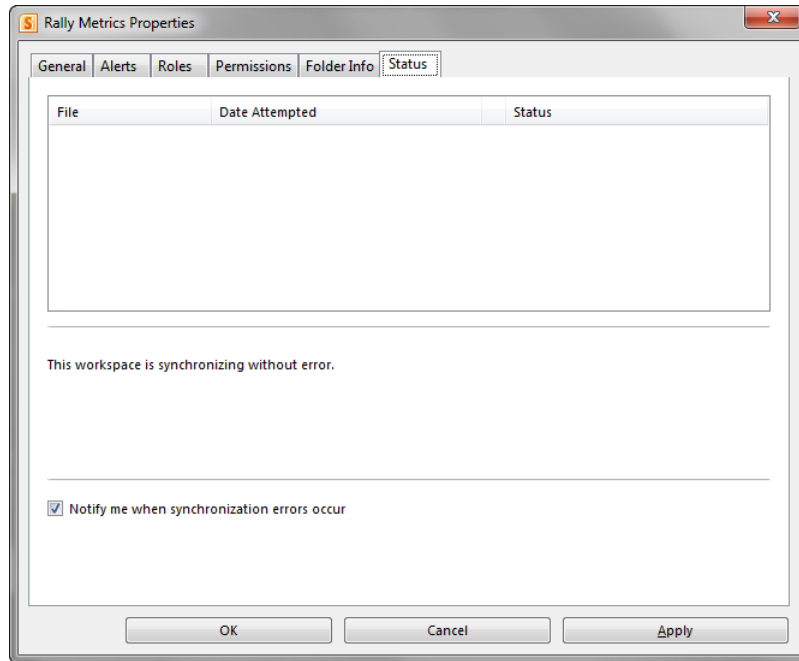 S Rally Metrics Properties
General Alerts Roles Permissions Folder Info Status
File Date Attempted Status
This workspace is synchronizing without error.
Notify me when synchronization errors occur
OK Cancel Apply